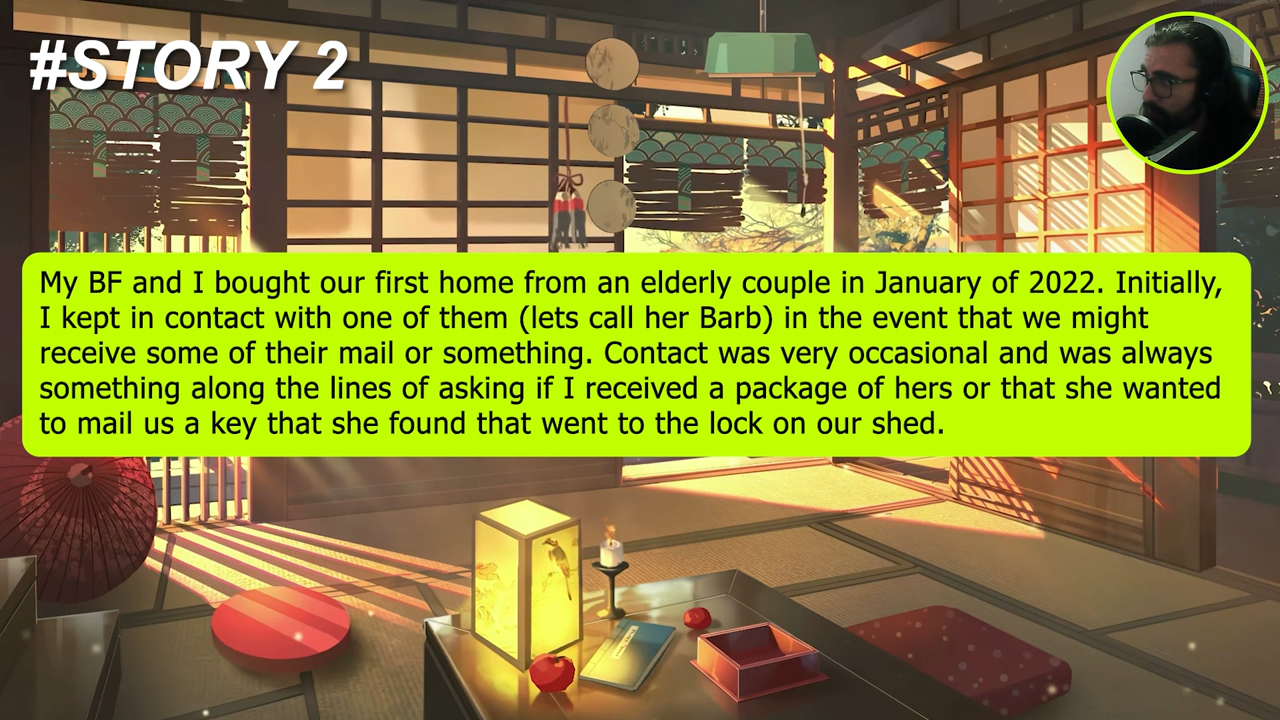 #STORY 2
My BF and I bought our first home from an elderly couple in January of 2022. Initially,
I kept in contact with one of them (lets call her Barb) in the event that we might
receive some of their mail or something. Contact was very occasional and was always
something along the lines of asking if I received a package of hers or that she wanted
to mail us a key that she found that went to the lock on our shed.